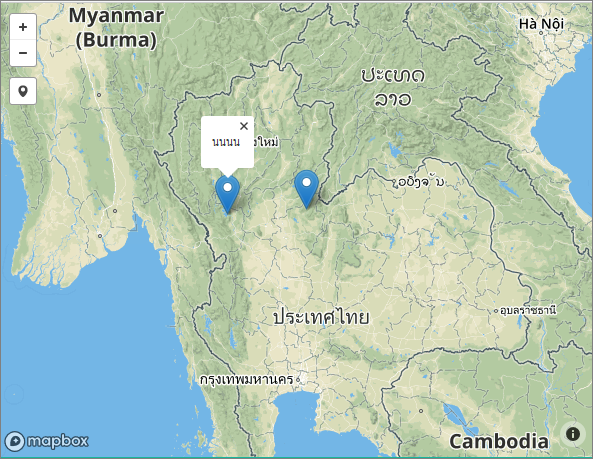 Myanmar
(Burma)
Hà Nội
+
−
ປະເທດ
ລາວ
×
นนนน
งใหม่
ວຽງຈັນ
ประเทศไทย
อุบลราชธานี
กรุงเทพมหานคร
Cambodia
mapbox
i